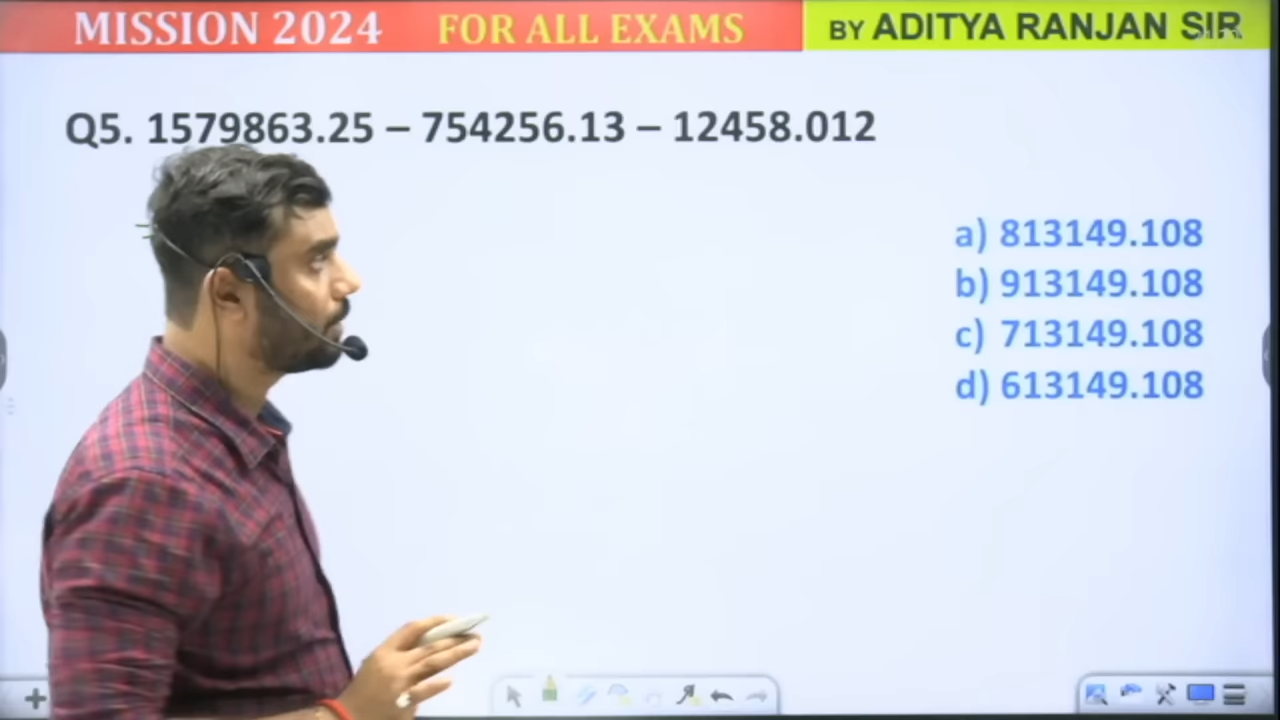 MISSION 2024 FOR ALL EXAMS BY ADITYA RANJAN SIR
Q5. 1579863.25 – 754256.13 – 12458.012
a) 813149.108
b) 913149.108
c) 713149.108
d) 613149.108